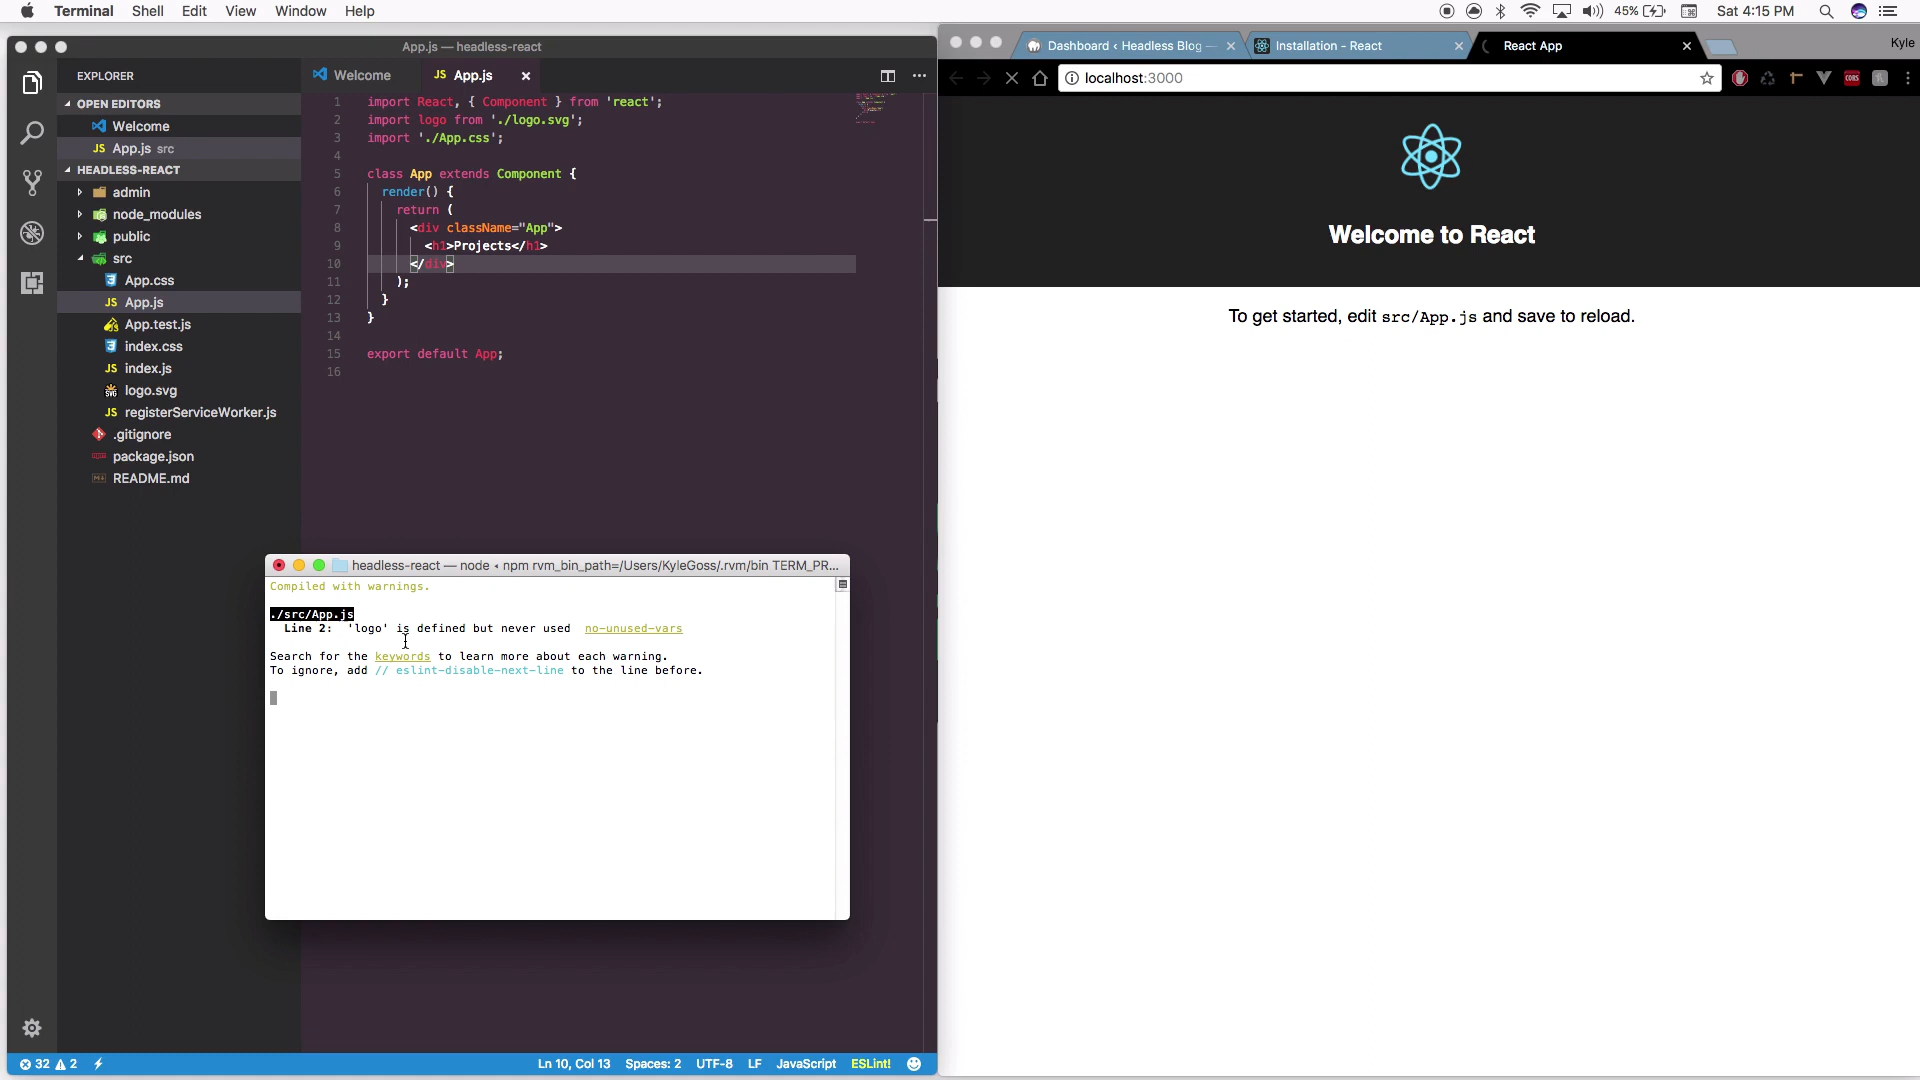 Terminal Shell Edit View Window Help
45% Sat 4:15 PM
App.js — headless-react
EXPLORER
OPEN EDITORS
Welcome
JS App.js src
HEADLESS-REACT
admin
node_modules
public
src
App.css
JS App.js
App.test.js
index.css
JS index.js
logo.svg
JS registerServiceWorker.js
.gitignore
package.json
README.md
Welcome JS App.js
1 import React, { Component } from 'react';
2 import logo from './logo.svg';
3 import './App.css';
4
5 class App extends Component {
6 render() {
7 return (
8 <div className="App">
9 <h1>Projects</h1>
10 </div>
11 );
12 }
13 }
14
15 export default App;
16
headless-react — node ◂ npm rvm_bin_path=/Users/KyleGoss/.rvm/bin TERM_PR...
Compiled with warnings.
./src/App.js
Line 2: 'logo' is defined but never used no-unused-vars
Search for the keywords to learn more about each warning.
To ignore, add // eslint-disable-next-line to the line before.
32 2
Ln 10, Col 13 Spaces: 2 UTF-8 LF JavaScript ESLint!
Dashboard ‹ Headless Blog —
Installation - React
React App
Kyle
localhost:3000
CORS
Welcome to React
To get started, edit src/App.js and save to reload.